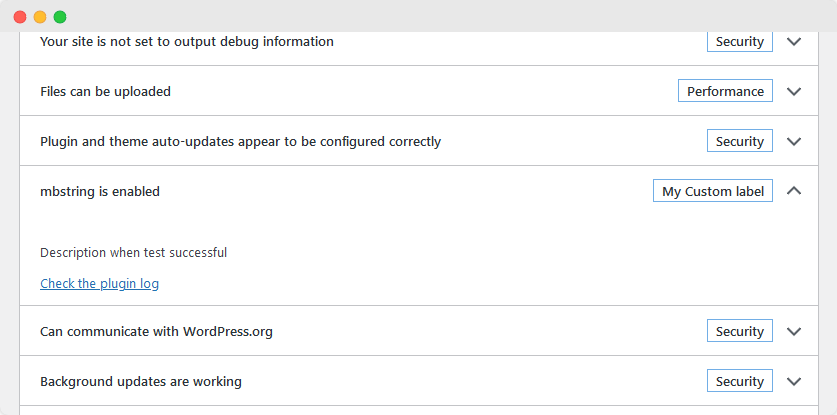 Your site is not set to output debug information Security
Files can be uploaded Performance
Plugin and theme auto-updates appear to be configured correctly Security
mbstring is enabled My Custom label
Description when test successful
Check the plugin log
Can communicate with WordPress.org Security
Background updates are working Security